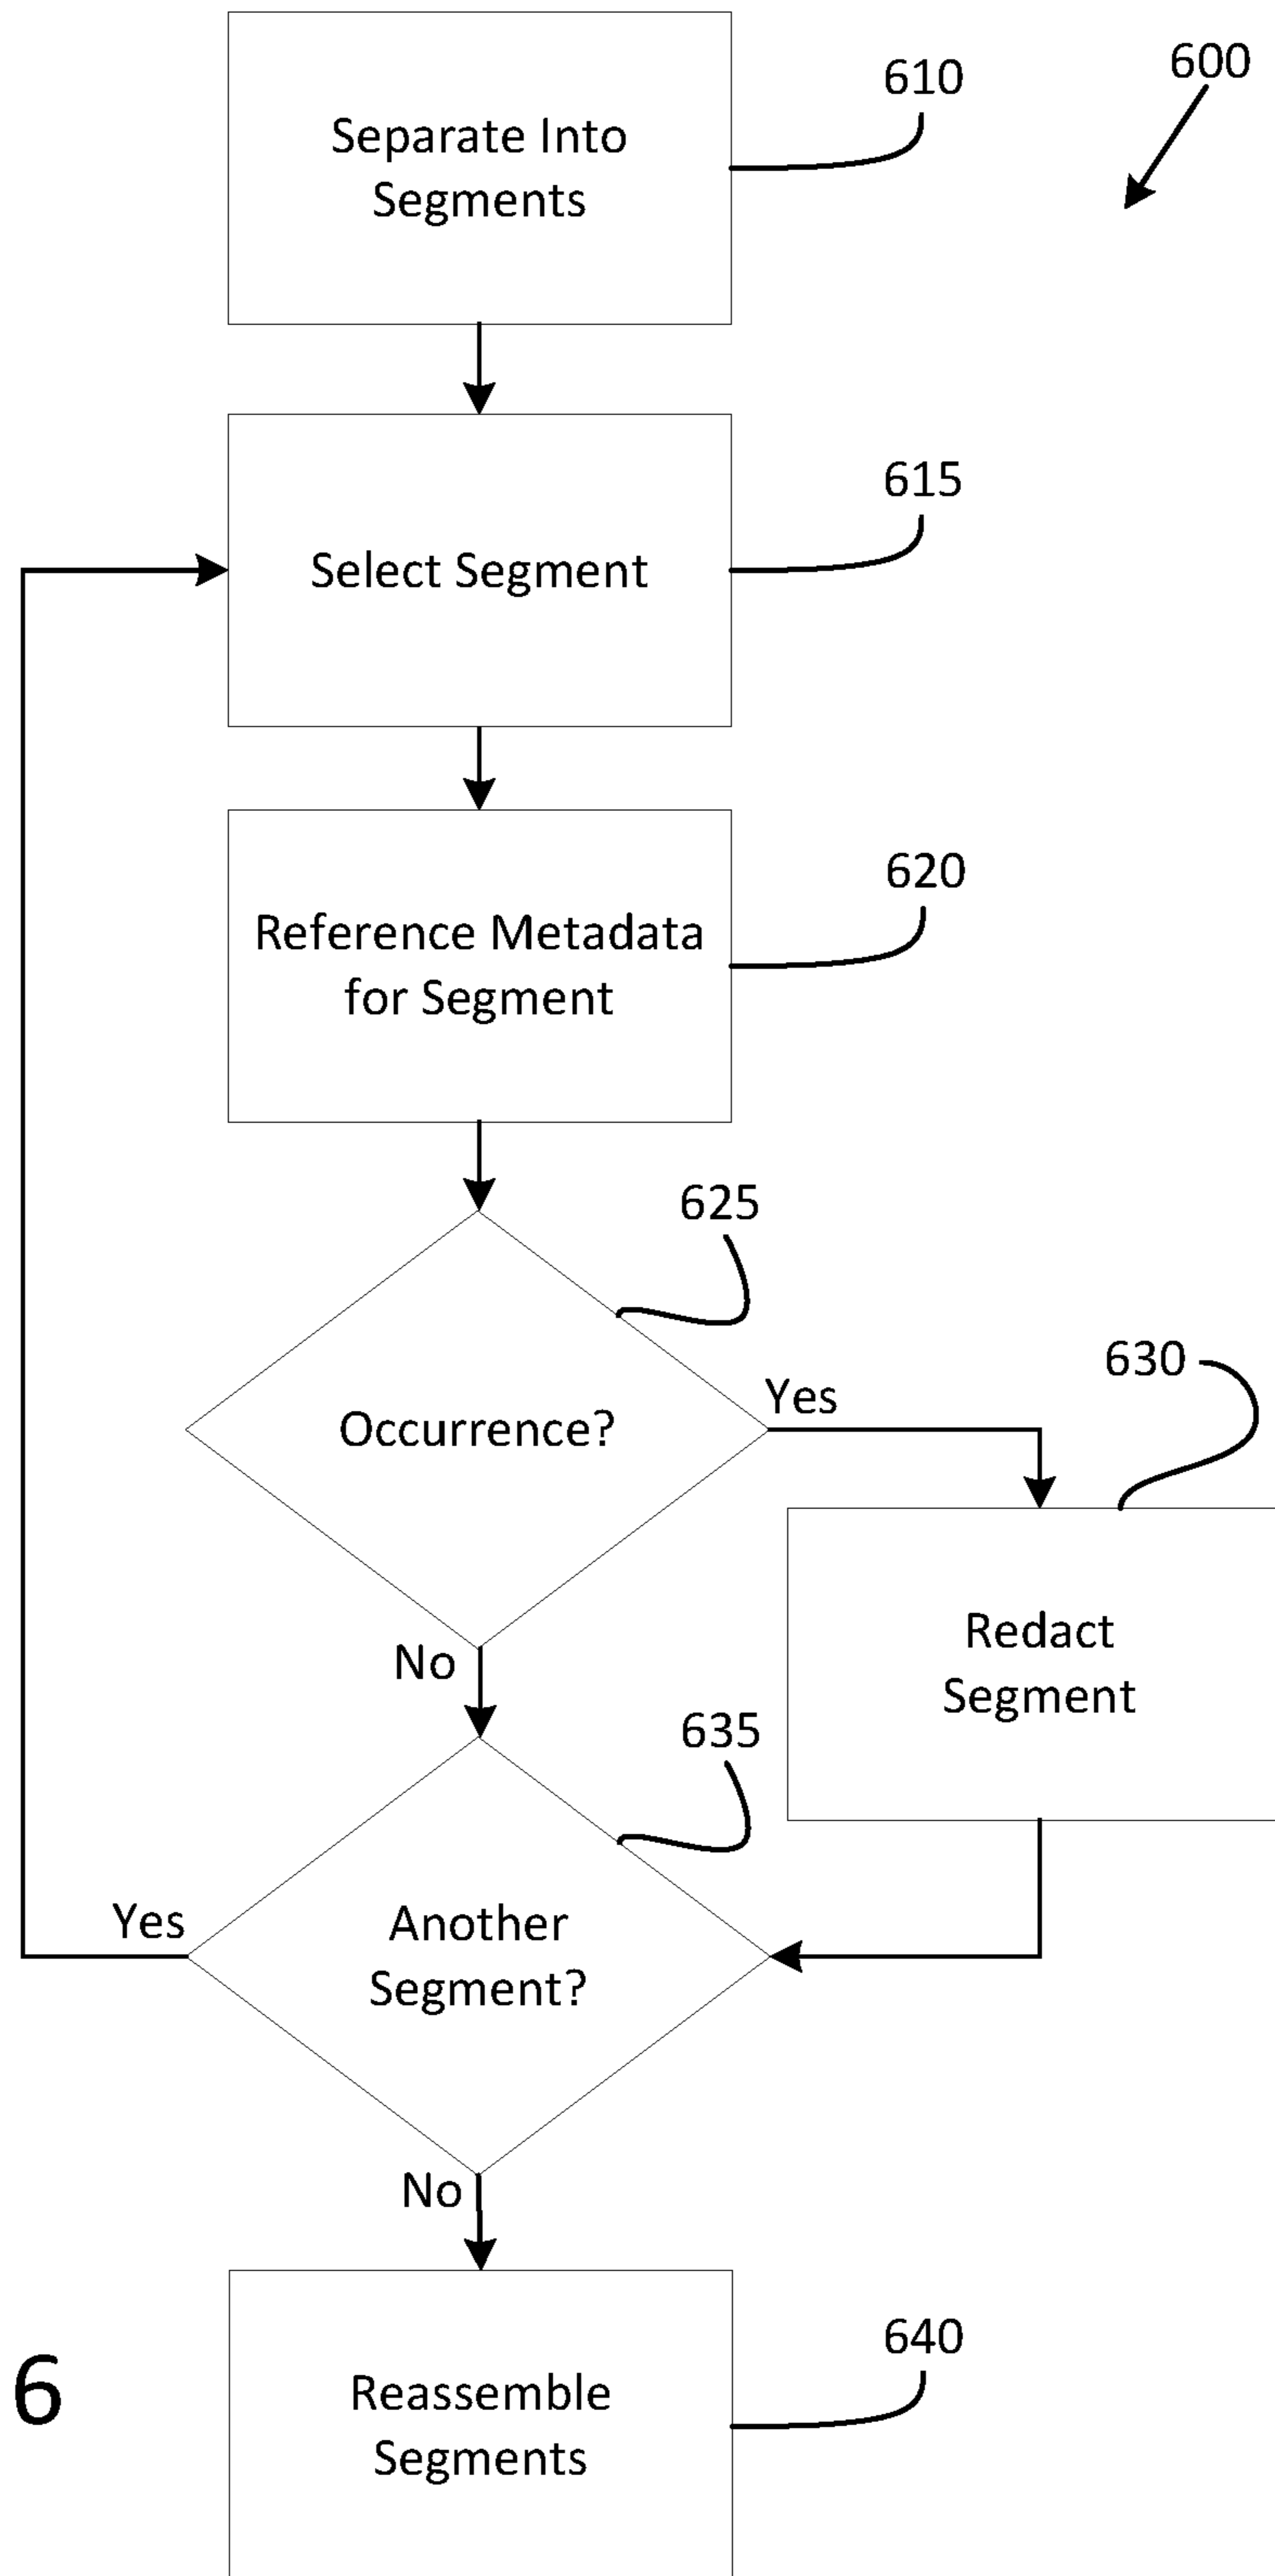 600
610
Separate Into
Segments
615
Select Segment
620
Reference Metadata
for Segment
625
Occurrence?
Yes
630
No
Redact
Segment
635
Yes
Another
Segment?
No
640
6
Reassemble
Segments